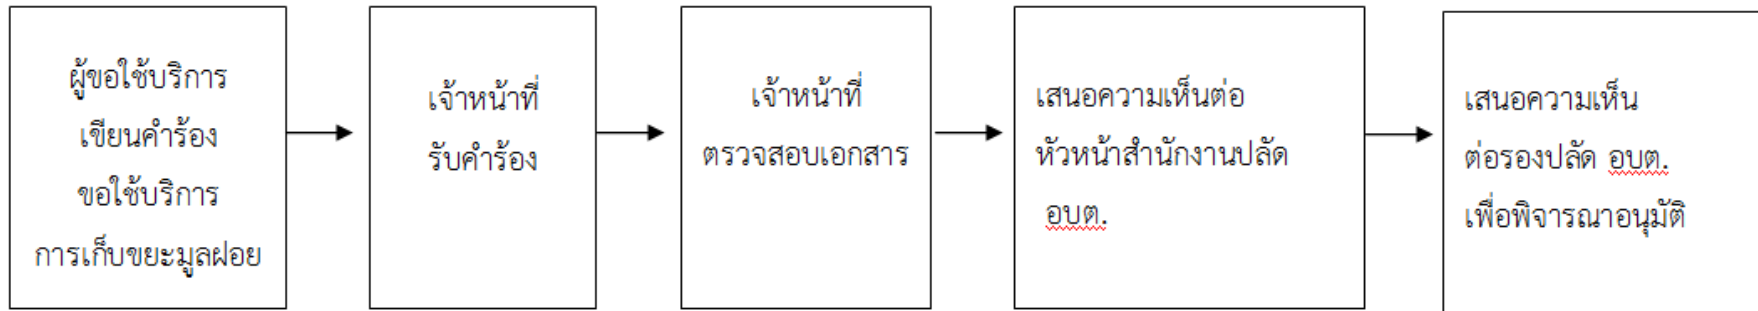 ผู้ขอใช้บริการ
เขียนคำร้อง
ขอใช้บริการ
การเก็บขยะมูลฝอย
เจ้าหน้าที่
รับคำร้อง
เจ้าหน้าที่
ตรวจสอบเอกสาร
เสนอความเห็นต่อ
หัวหน้าสำนักงานปลัด
อบต.
เสนอความเห็น
ต่อรองปลัด อบต.
เพื่อพิจารณาอนุมัติ